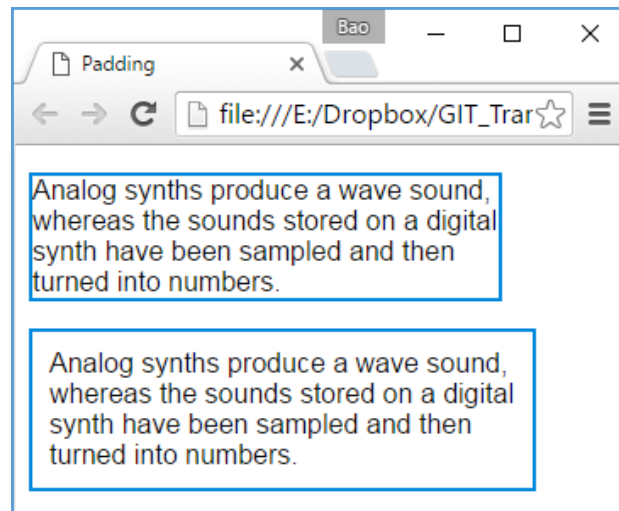 Bao
Padding
file:///E:/Dropbox/GIT_Trar
Analog synths produce a wave sound,
whereas the sounds stored on a digital
synth have been sampled and then
turned into numbers.
Analog synths produce a wave sound,
whereas the sounds stored on a digital
synth have been sampled and then
turned into numbers.